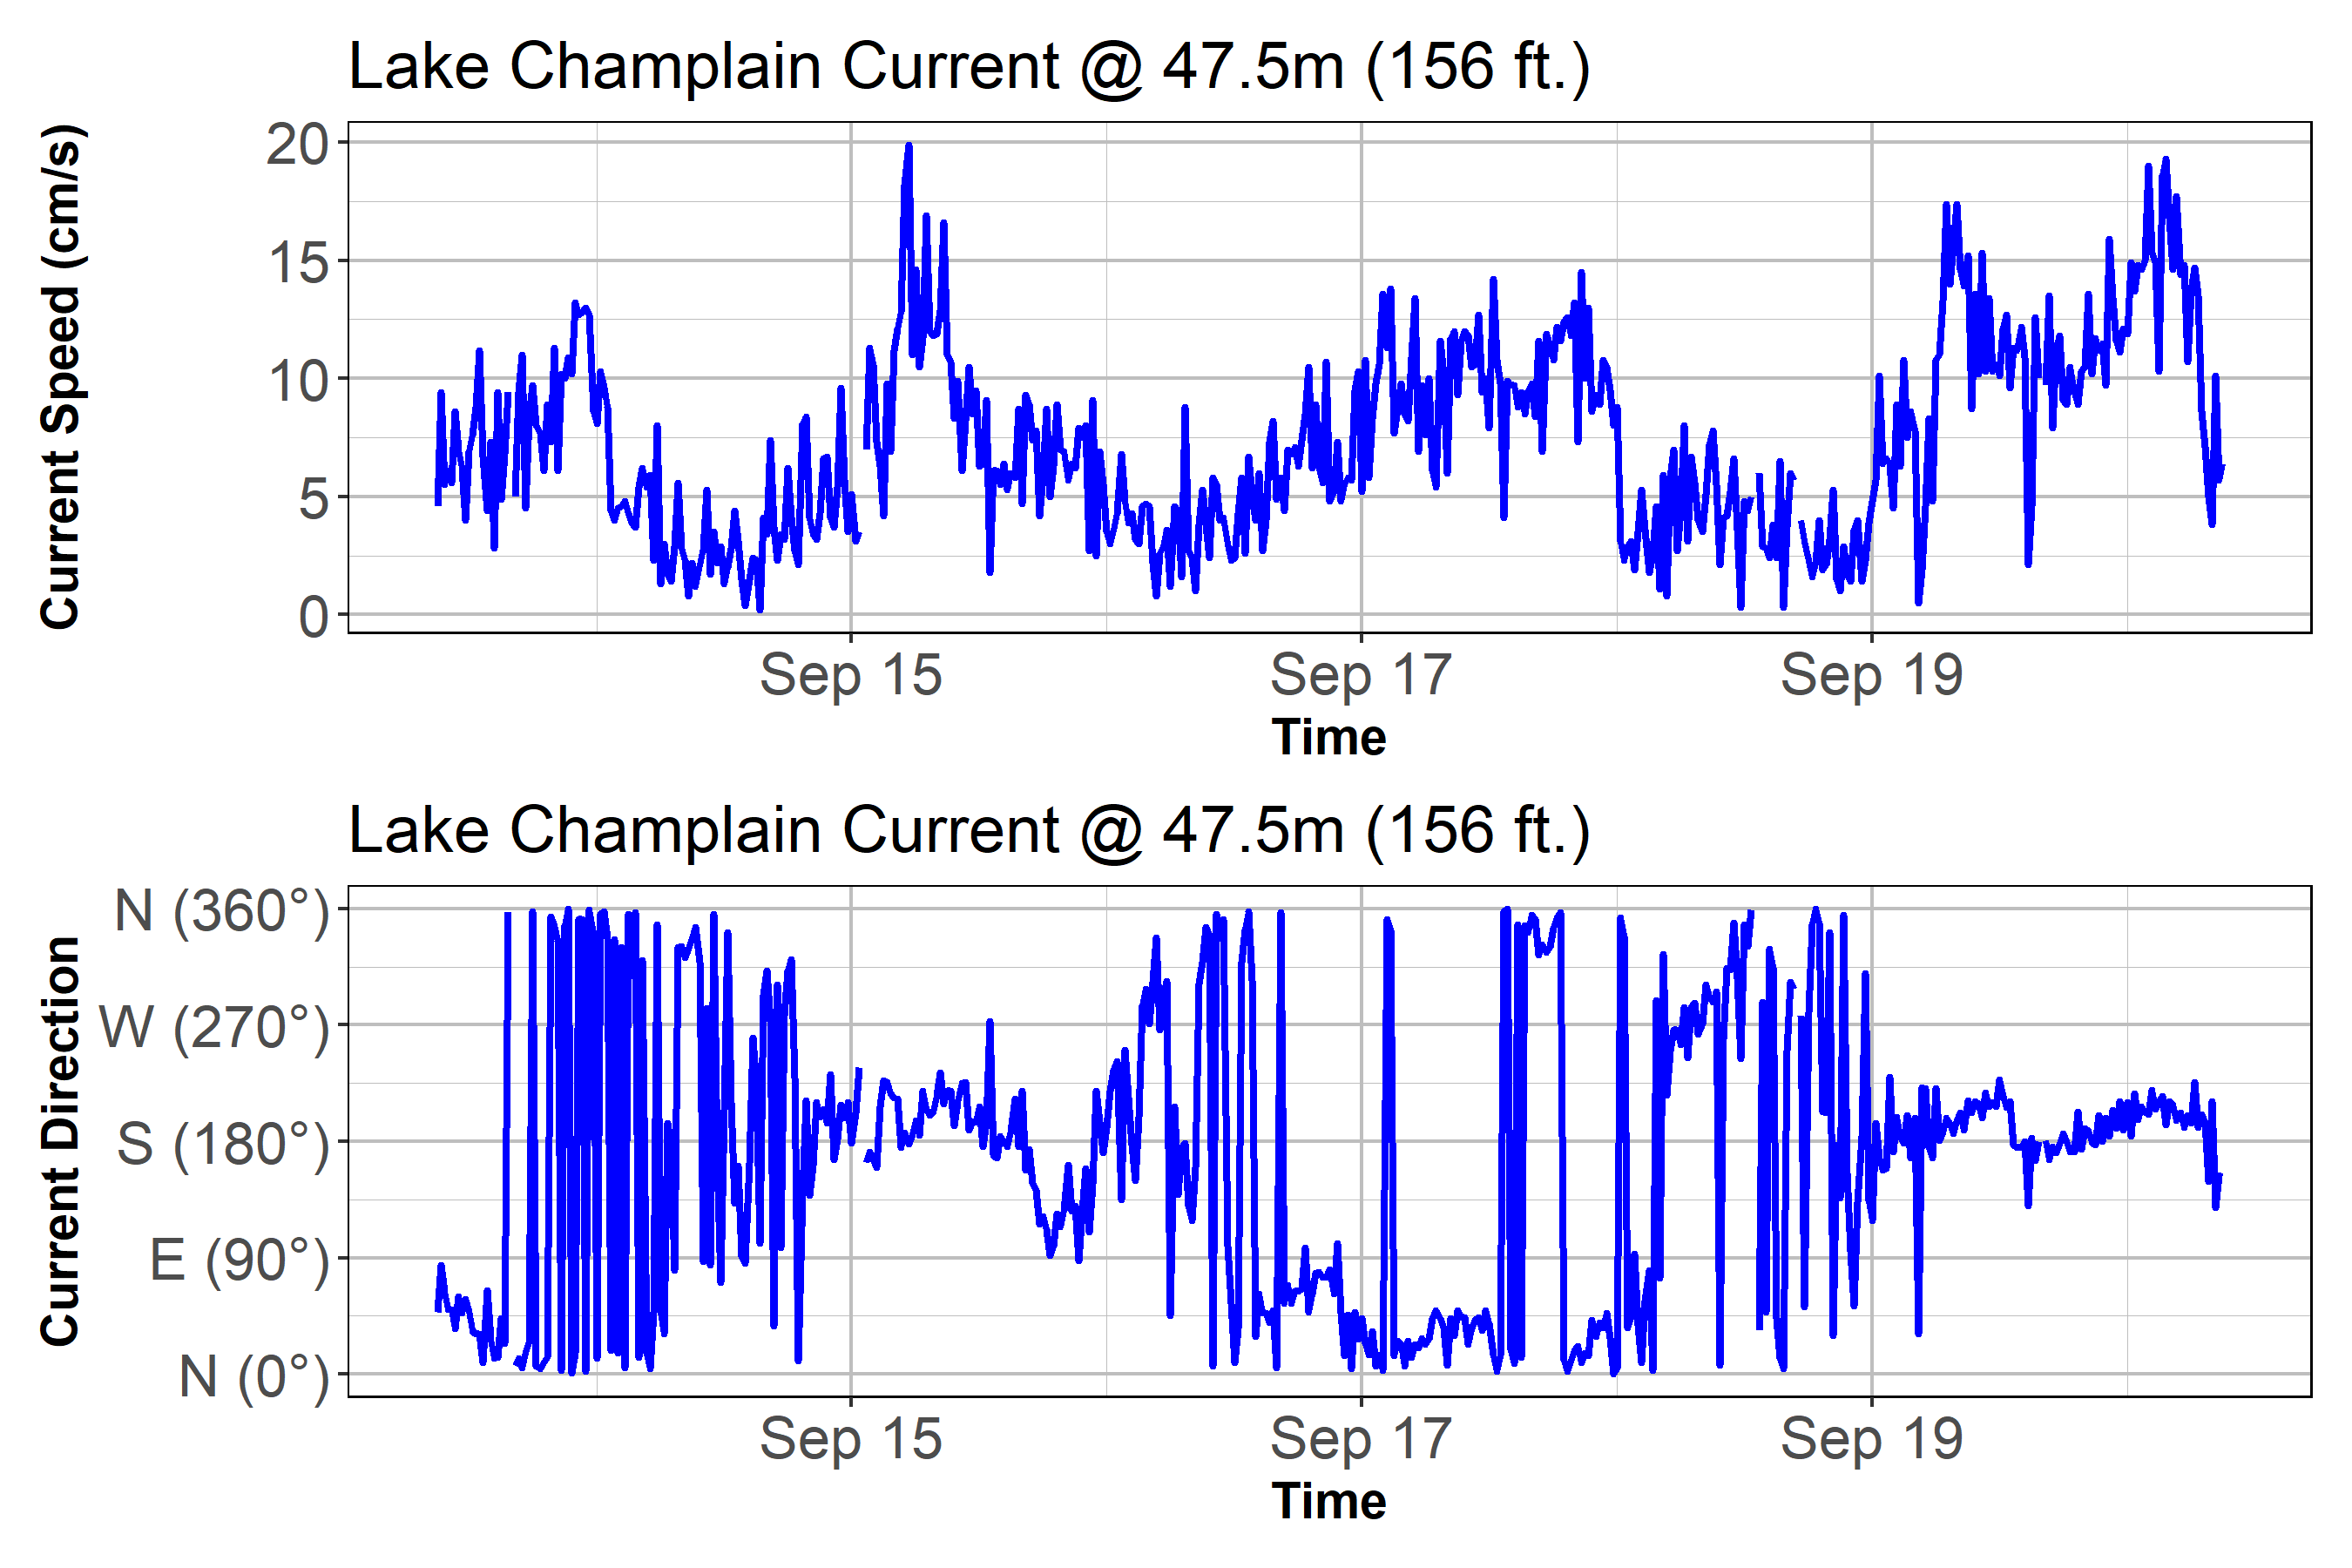 Lake Champlain Current @ 47.5m (156 ft.)
Current Speed (cm/s)
20
15
10
5
0
Sep 15 Sep 17 Sep 19
Time
Lake Champlain Current @ 47.5m (156 ft.)
Current Direction
N (360°)
W (270°)
S (180°)
E (90°)
N (0°)
Sep 15 Sep 17 Sep 19
Time